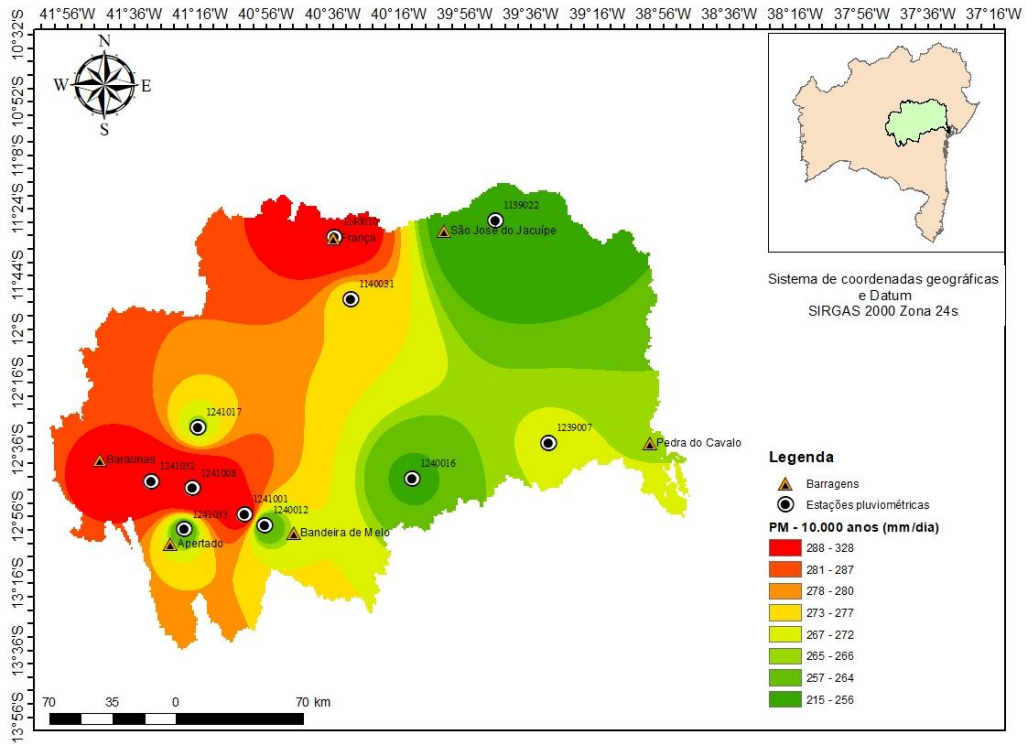 41°56'W 41°36'W 41°16'W 40°56'W 40°36'W 40°16'W 39°56'W 39°36'W 39°16'W 38°56'W 38°36'W 38°16'W 37°56'W 37°36'W 37°16'W
10°32'S
10°52'S
11°8'S
11°24'S
11°44'S
12°S
12°16'S
12°36'S
12°56'S
13°16'S
13°36'S
13°56'S
N
W E
S
1139022
São José do Jacuípe
França
1140031
1241017
1239007
Pedra do Cavalo
Baraunas
1241032
1241008
1240016
1241001
1240012
1241033
Bandeira de Melo
Apertado
70 35 0 70 km
Sistema de coordenadas geográficas
e Datum
SIRGAS 2000 Zona 24s
Legenda
Barragens
Estações pluviométricas
PM - 10.000 anos (mm/dia)
288 - 328
281 - 287
278 - 280
273 - 277
267 - 272
265 - 266
257 - 264
215 - 256